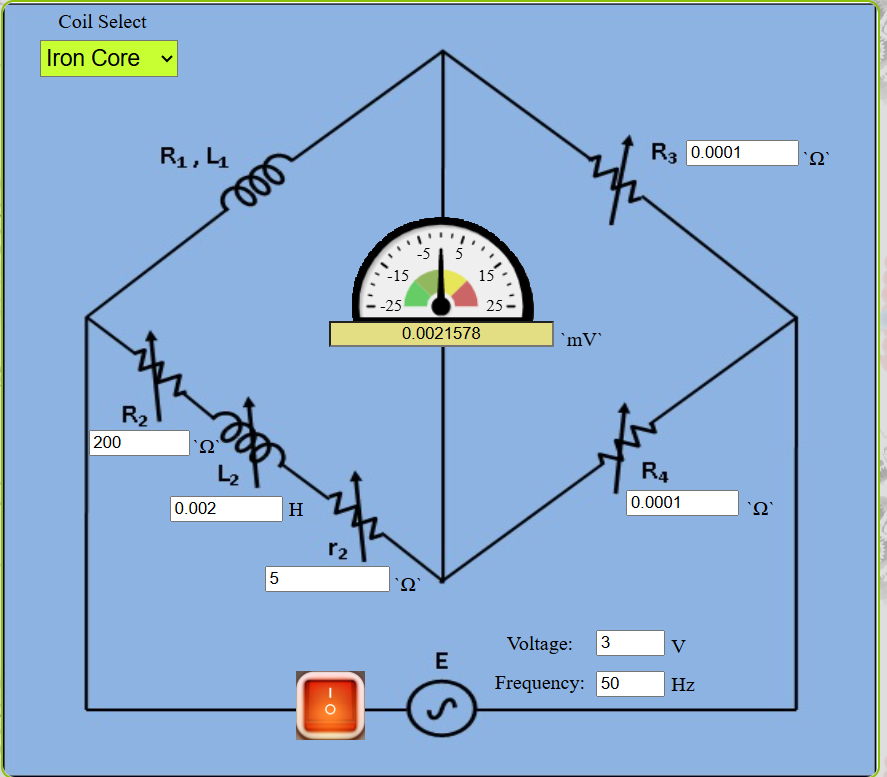 Coil Select
Iron Core
R₁ , L₁
R₃ 0.0001 `Ω`
-5 5
-15 15
-25 25
0.0021578 `mV`
R₂
200 `Ω`
L₂
0.002 H
r₂
5 `Ω`
R₄
0.0001 `Ω`
Voltage: 3 V
E
Frequency: 50 Hz
I
O